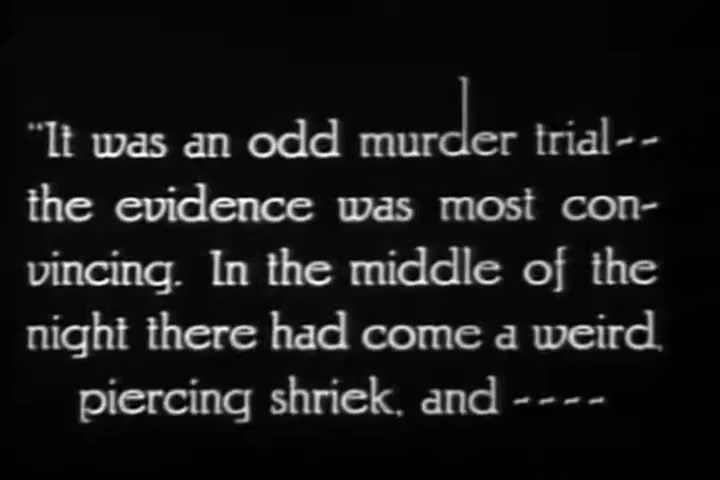 "It was an odd murder trial--
the evidence was most con-
vincing. In the middle of the
night there had come a weird,
piercing shriek, and ----